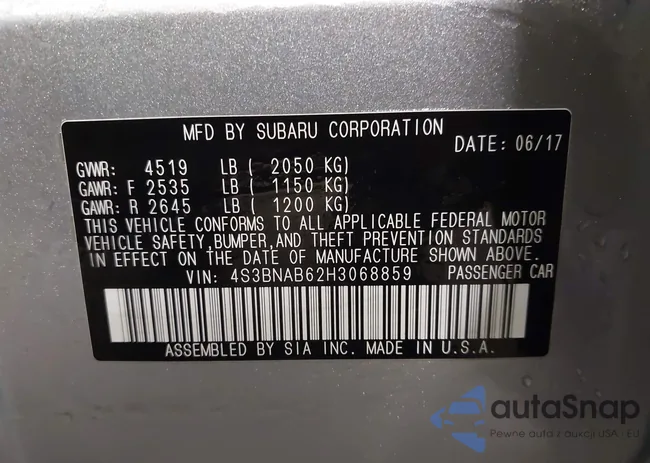 MFD BY SUBARU CORPORATION
DATE: 06/17
GVWR: 4519 LB ( 2050 KG)
GAWR: F 2535 LB ( 1150 KG)
GAWR: R 2645 LB ( 1200 KG)
THIS VEHICLE CONFORMS TO ALL APPLICABLE FEDERAL MOTOR
VEHICLE SAFETY,BUMPER,AND THEFT PREVENTION STANDARDS
IN EFFECT ON THE DATE OF MANUFACTURE SHOWN ABOVE.
VIN: 4S3BNAB62H3068859 PASSENGER CAR
ASSEMBLED BY SIA INC. MADE IN U.S.A.
autaSnap
Pewne auta z aukcji USA - EU